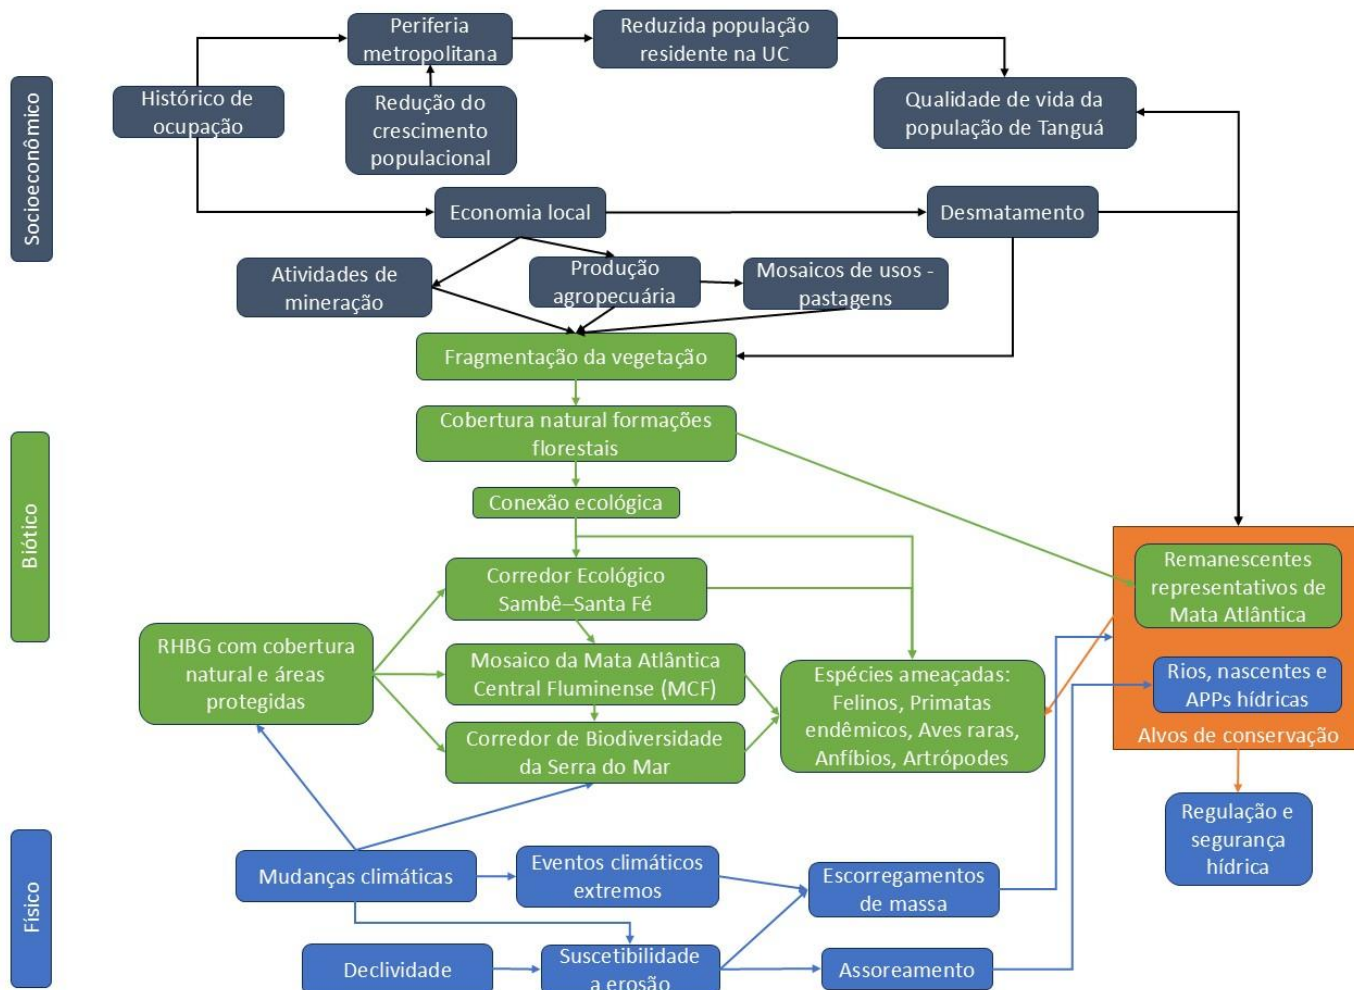 Socioeconômico
Periferia
metropolitana
Reduzida população
residente na UC
Histórico de
ocupação
Redução do
crescimento
populacional
Qualidade de vida da
população de Tanguá
Economia local
Desmatamento
Atividades de
mineração
Produção
agropecuária
Mosaicos de usos -
pastagens
Biótico
Fragmentação da vegetação
Cobertura natural formações
florestais
Conexão ecológica
Corredor Ecológico
Sambê–Santa Fé
RHBG com cobertura
natural e áreas
protegidas
Mosaico da Mata Atlântica
Central Fluminense (MCF)
Corredor de Biodiversidade
da Serra do Mar
Espécies ameaçadas:
Felinos, Primatas
endêmicos, Aves raras,
Anfíbios, Artrópodes
Remanescentes
representativos de
Mata Atlântica
Rios, nascentes e
APPs hídricas
Alvos de conservação
Regulação e
segurança
hídrica
Físico
Mudanças climáticas
Eventos climáticos
extremos
Escorregamentos
de massa
Declividade
Suscetibilidade
a erosão
Assoreamento